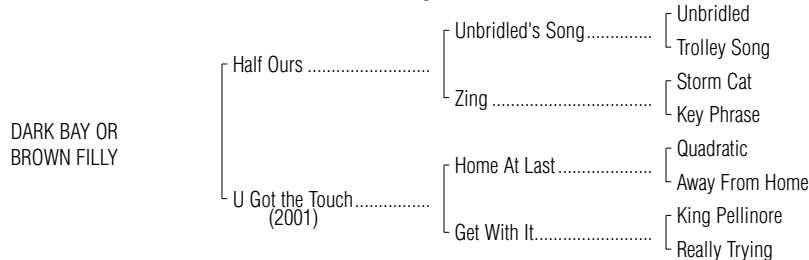 Unbridled
Unbridled's Song..............
Trolley Song
Half Ours ..........................
Storm Cat
Zing ..................................
Key Phrase
DARK BAY OR
BROWN FILLY
Quadratic
Home At Last....................
Away From Home
U Got the Touch................
(2001)
King Pellinore
Get With It.........................
Really Trying